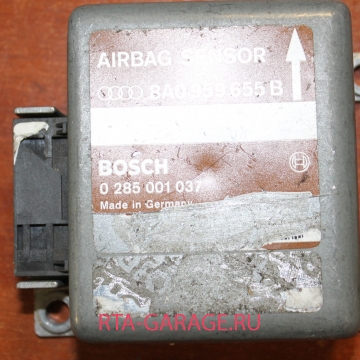 AIRBAG SENSOR
8A0 959 655 B
BOSCH
0 285 001 037
Made in Germany
RTA-GARAGE.RU